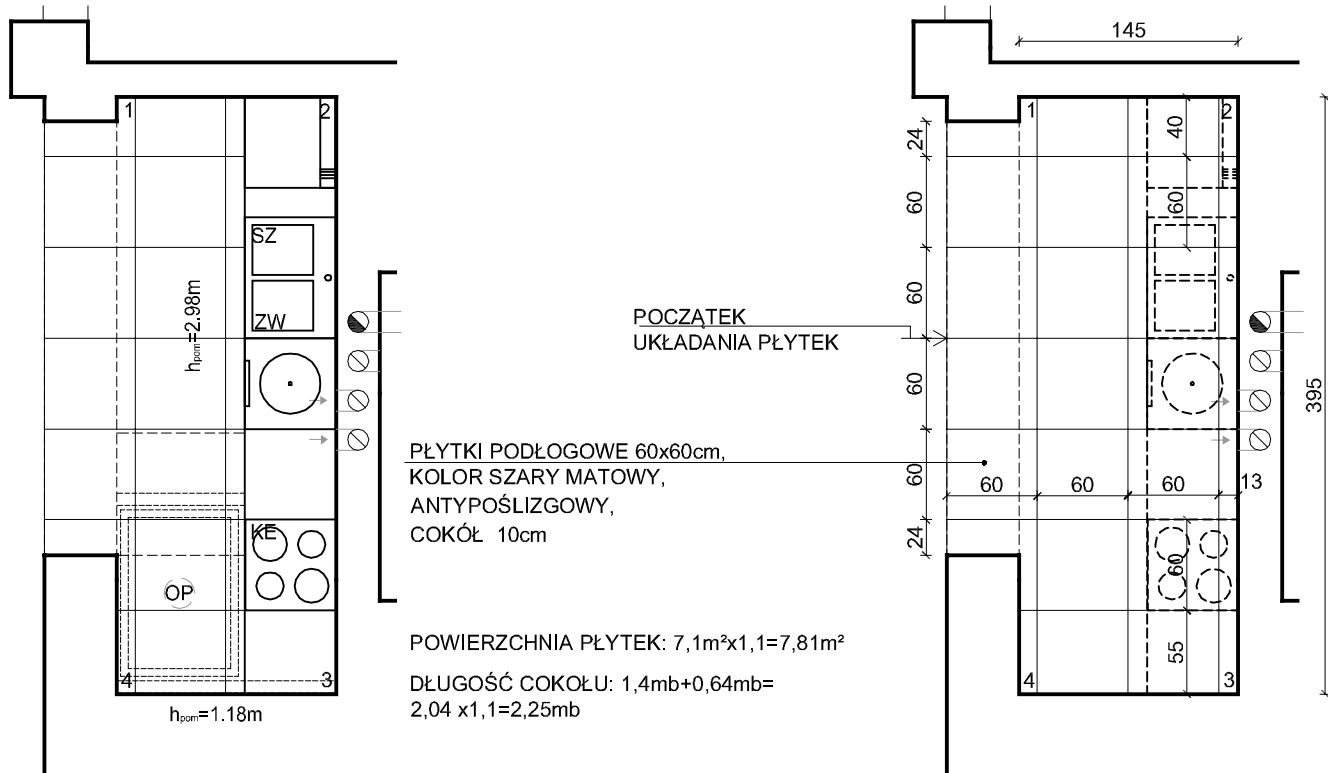 1
2
SZ
ZW
hpom=2.98m
KE
OP
4
3
hpom=1.18m
POCZĄTEK
UKŁADANIA PŁYTEK
PŁYTKI PODŁOGOWE 60x60cm,
KOLOR SZARY MATOWY,
ANTYPOŚLIZGOWY,
COKÓŁ 10cm
POWIERZCHNIA PŁYTEK: 7,1m²x1,1=7,81m²
DŁUGOŚĆ COKOŁU: 1,4mb+0,64mb=
2,04 x1,1=2,25mb
145
1
2
24
40
60
60
60
60
60
24
60
60
60
13
60
55
395
4
3